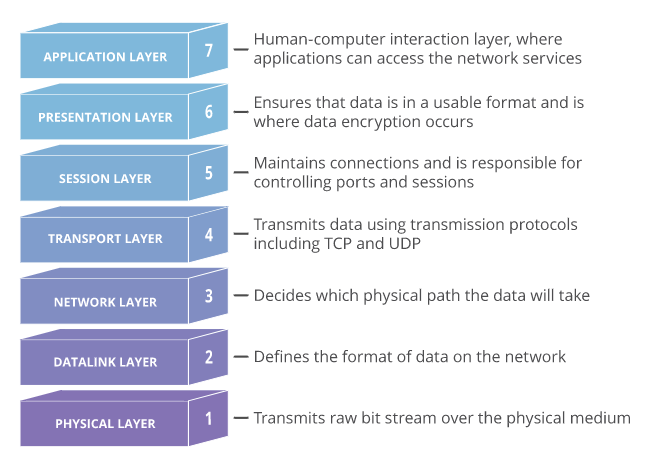 APPLICATION LAYER
7
Human-computer interaction layer, where
applications can access the network services
PRESENTATION LAYER
6
Ensures that data is in a usable format and is
where data encryption occurs
SESSION LAYER
5
Maintains connections and is responsible for
controlling ports and sessions
TRANSPORT LAYER
4
Transmits data using transmission protocols
including TCP and UDP
NETWORK LAYER
3
Decides which physical path the data will take
DATALINK LAYER
2
Defines the format of data on the network
PHYSICAL LAYER
1
Transmits raw bit stream over the physical medium